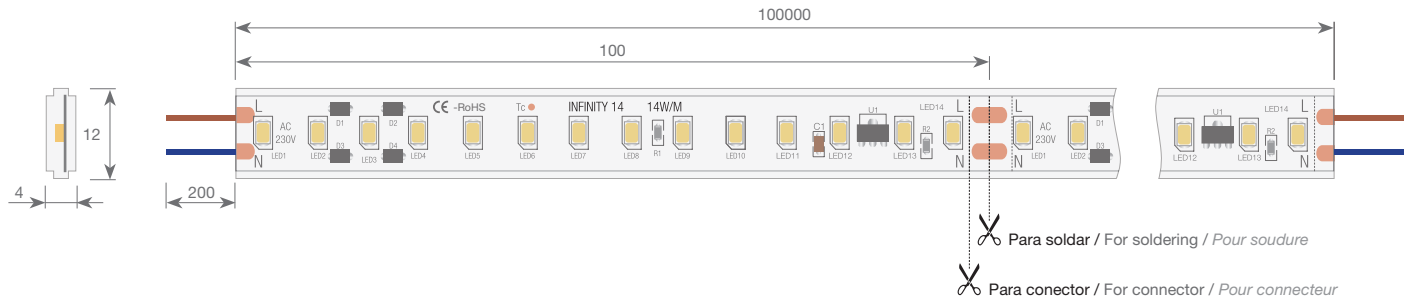 100000
100
12
4
200
L
N
AC
230V
LED1
LED2
D1
D3
LED3
D2
D4
LED4
CE -RoHS
LED5
Tc
LED6
INFINITY 14
LED7
LED8
14W/M
R1
LED9
LED10
LED11
C1
LED12
U1
LED13
R2
LED14
L
N
AC
230V
LED1
LED2
D1
D3
LED12
U1
LED13
LED14
R2
L
N
Para soldar / For soldering / Pour soudure
Para conector / For connector / Pour connecteur